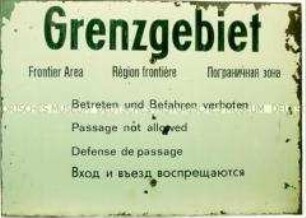 Grenzgebiet
Frontier Area Région frontière Пограничная зона
Betreten und Befahren verboten
Passage not allowed
Defense de passage
Вход и въезд воспрещаются